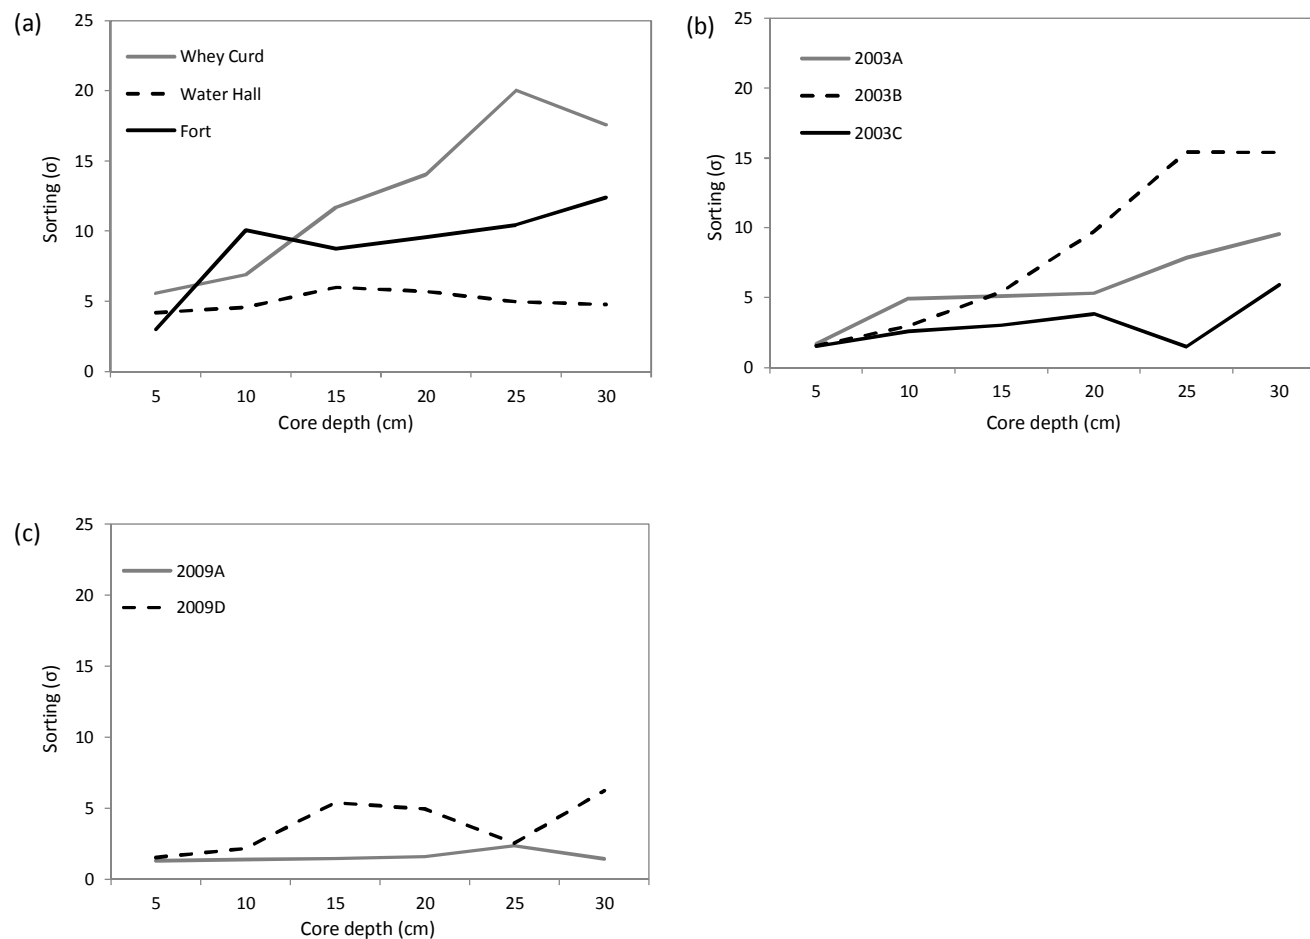 (a)
25
20
15
10
5
0
Sorting (σ)
Whey Curd
Water Hall
Fort
5 10 15 20 25 30
Core depth (cm)
(b)
25
20
15
10
5
0
Sorting (σ)
2003A
2003B
2003C
5 10 15 20 25 30
Core depth (cm)
(c)
25
20
15
10
5
0
Sorting (σ)
2009A
2009D
5 10 15 20 25 30
Core depth (cm)